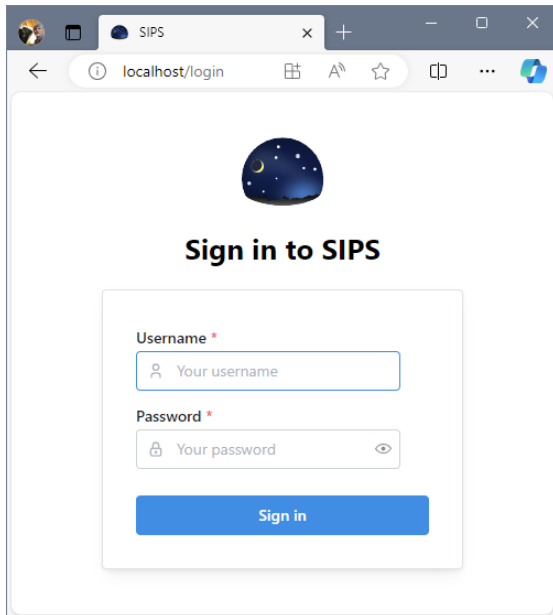 SIPS
localhost/login
Sign in to SIPS
Username *
Your username
Password *
Your password
Sign in